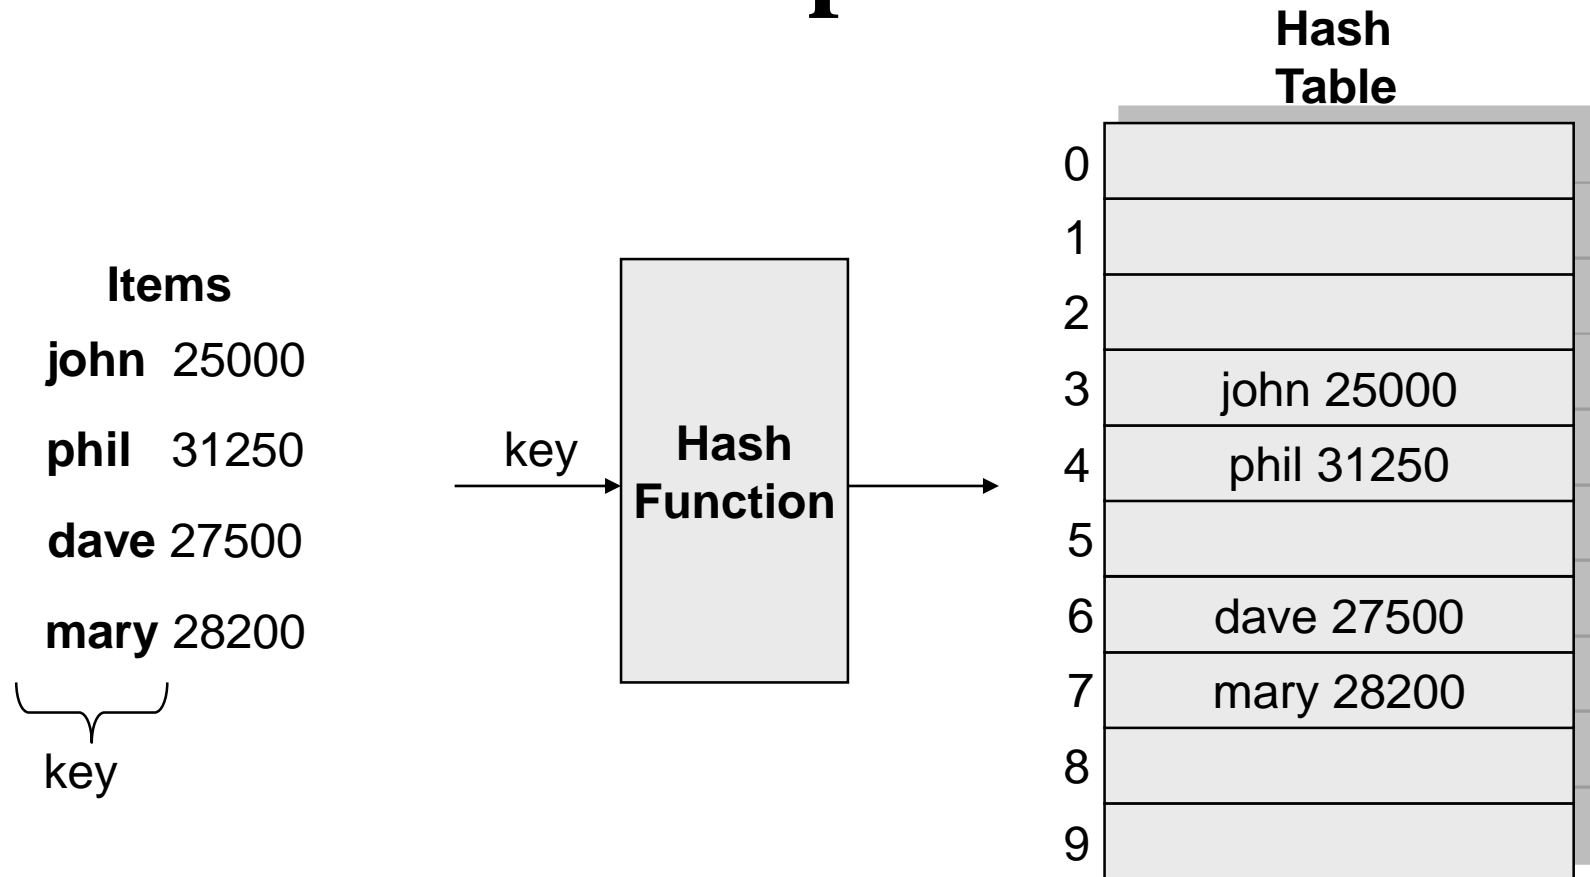 Hash
Table
Items
john 25000
phil 31250
dave 27500
mary 28200
key
key
Hash
Function
0
1
2
3 john 25000
4 phil 31250
5
6 dave 27500
7 mary 28200
8
9